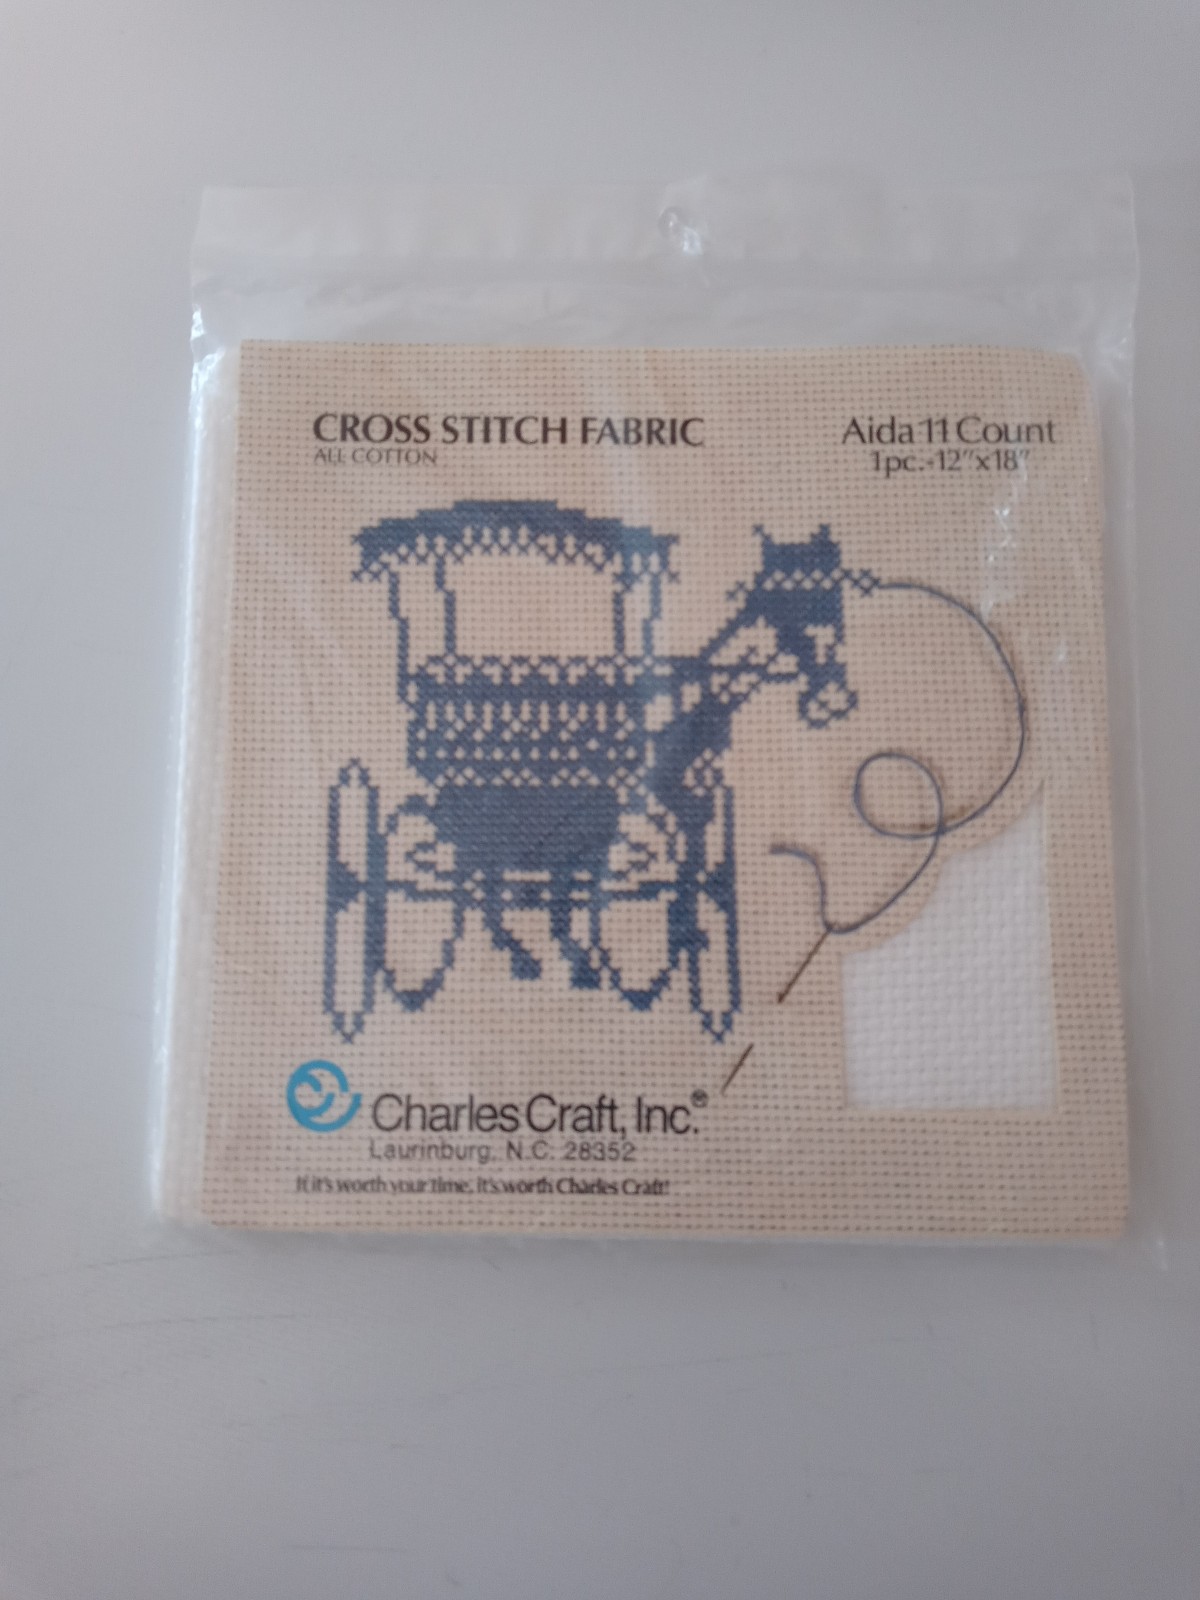 CROSS STITCH FABRIC
ALL COTTON
Aida 11 Count
1pc.-12"x18"
Charles Craft, Inc.®
Laurinburg, N.C. 28352
If it's worth your time, it's worth Charles Craft!